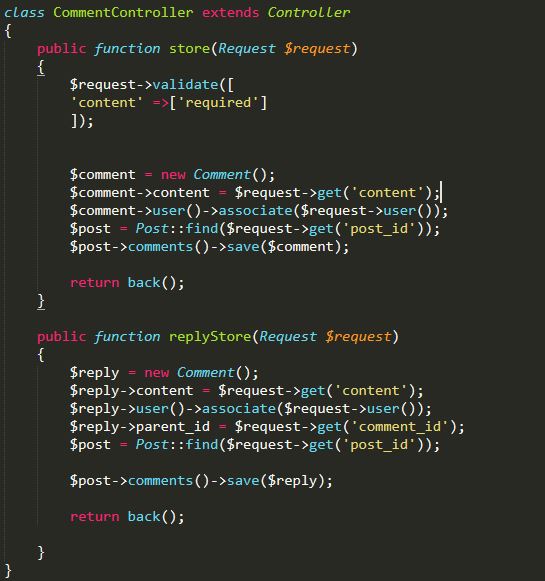 class CommentController extends Controller
{
    public function store(Request $request)
    {
        $request->validate([
        'content' =>['required']
        ]);

        $comment = new Comment();
        $comment->content = $request->get('content');
        $comment->user()->associate($request->user());
        $post = Post::find($request->get('post_id'));
        $post->comments()->save($comment);

        return back();
    }

    public function replyStore(Request $request)
    {
        $reply = new Comment();
        $reply->content = $request->get('content');
        $reply->user()->associate($request->user());
        $reply->parent_id = $request->get('comment_id');
        $post = Post::find($request->get('post_id'));

        $post->comments()->save($reply);

        return back();

    }
}